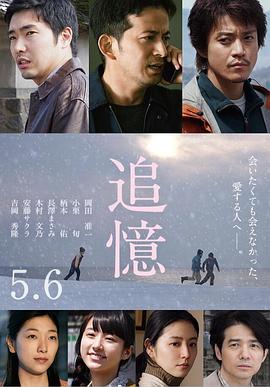 会いたくても会えなかった、
愛する人へ――。
追憶
岡田准一
小栗旬
柄本佑
長澤まさみ
木村文乃
安藤サクラ
吉岡秀隆
5.6